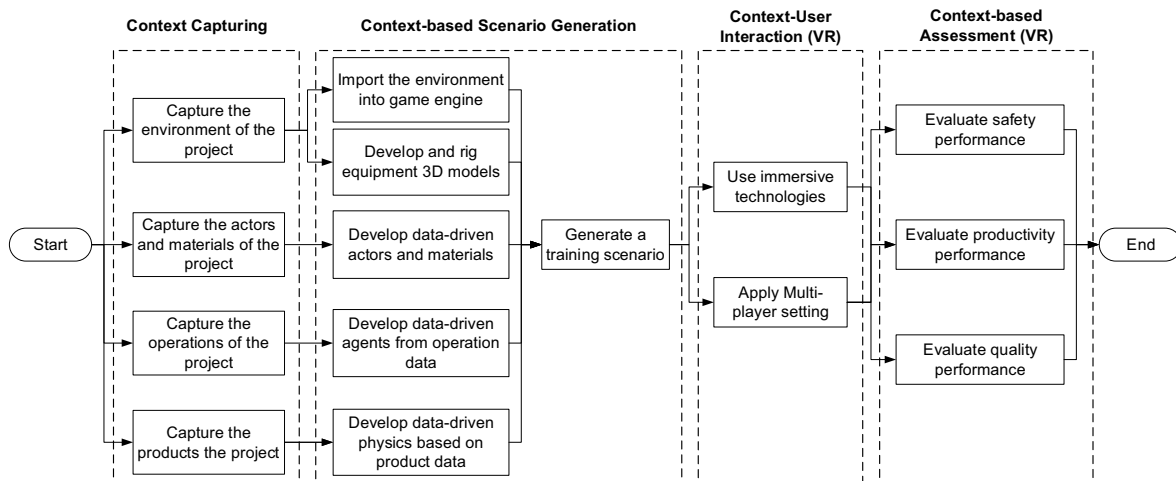 Context Capturing
Context-based Scenario Generation
Context-User
Interaction (VR)
Context-based
Assessment (VR)
Start
Capture the
environment of the
project
Capture the actors
and materials of the
project
Capture the
operations of the
project
Capture the
products the project
Import the environment
into game engine
Develop and rig
equipment 3D models
Develop data-driven
actors and materials
Develop data-driven
agents from operation
data
Develop data-driven
physics based on
product data
Generate a
training scenario
Use immersive
technologies
Apply Multi-
player setting
Evaluate safety
performance
Evaluate productivity
performance
Evaluate quality
performance
End